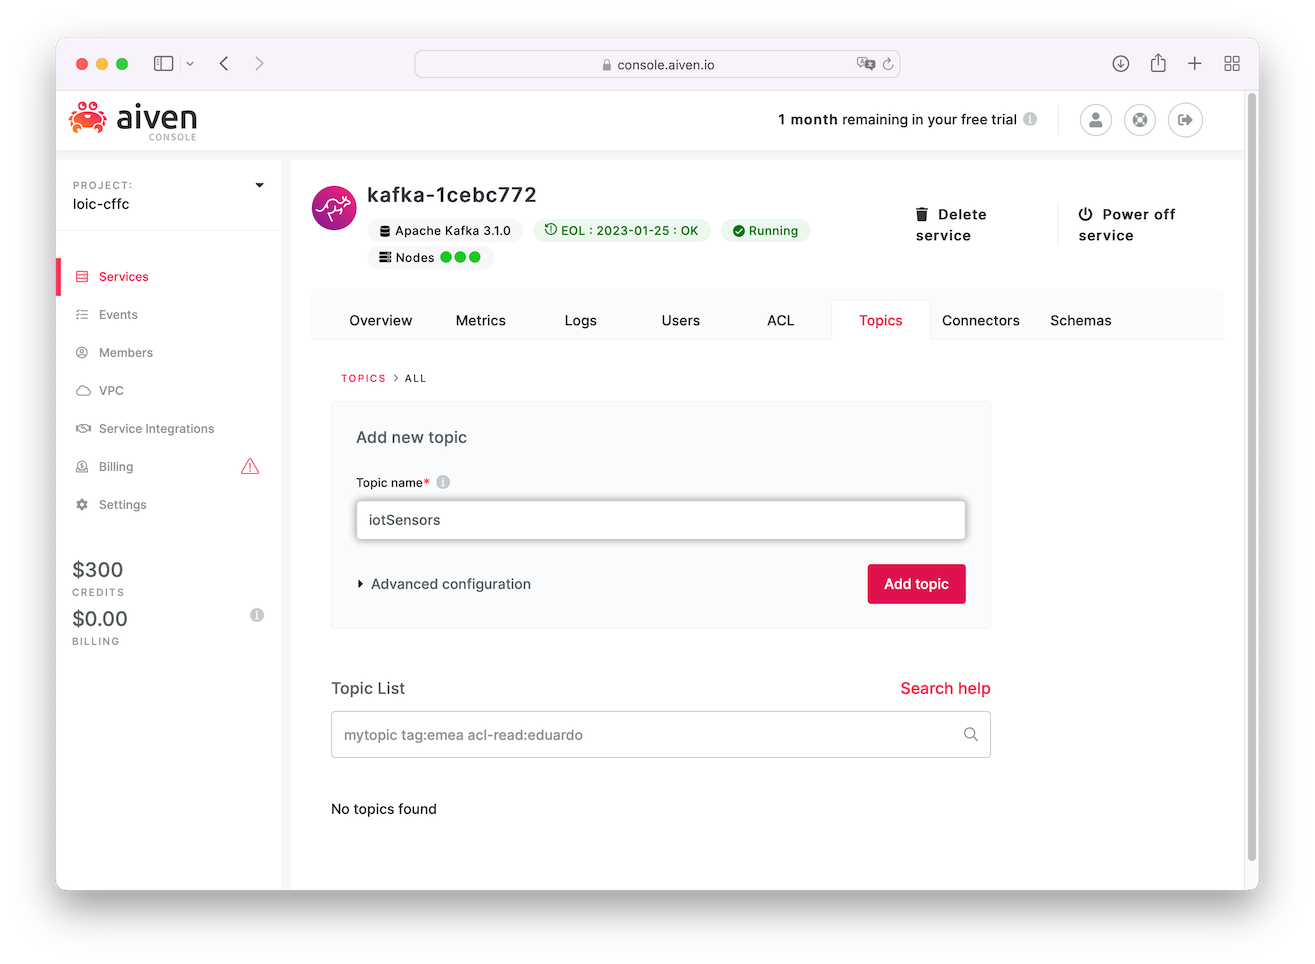 console.aiven.io
aiven
CONSOLE
1 month remaining in your free trial
PROJECT:
loic-cffc
Services
Events
Members
VPC
Service Integrations
Billing
Settings
$300
CREDITS
$0.00
BILLING
kafka-1cebc772
Apache Kafka 3.1.0
EOL : 2023-01-25 : OK
Running
Nodes
Delete
service
Power off
service
Overview Metrics Logs Users ACL Topics Connectors Schemas
TOPICS > ALL
Add new topic
Topic name*
iotSensors
Advanced configuration
Add topic
Topic List
Search help
mytopic tag:emea acl-read:eduardo
No topics found